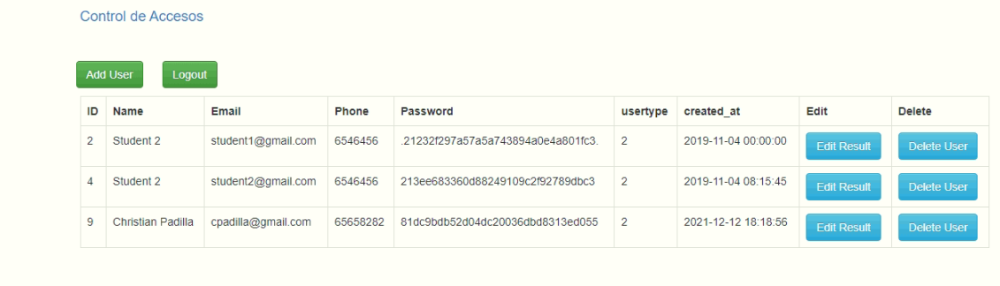 Control de Accesos
Add User Logout
ID Name Email Phone Password usertype created_at Edit Delete
2 Student 2 student1@gmail.com 6546456 .21232f297a57a5a743894a0e4a801fc3. 2 2019-11-04 00:00:00 Edit Result Delete User
4 Student 2 student2@gmail.com 6546456 213ee683360d88249109c2f92789dbc3 2 2019-11-04 08:15:45 Edit Result Delete User
9 Christian Padilla cpadilla@gmail.com 65658282 81dc9bdb52d04dc20036dbd8313ed055 2 2021-12-12 18:18:56 Edit Result Delete User